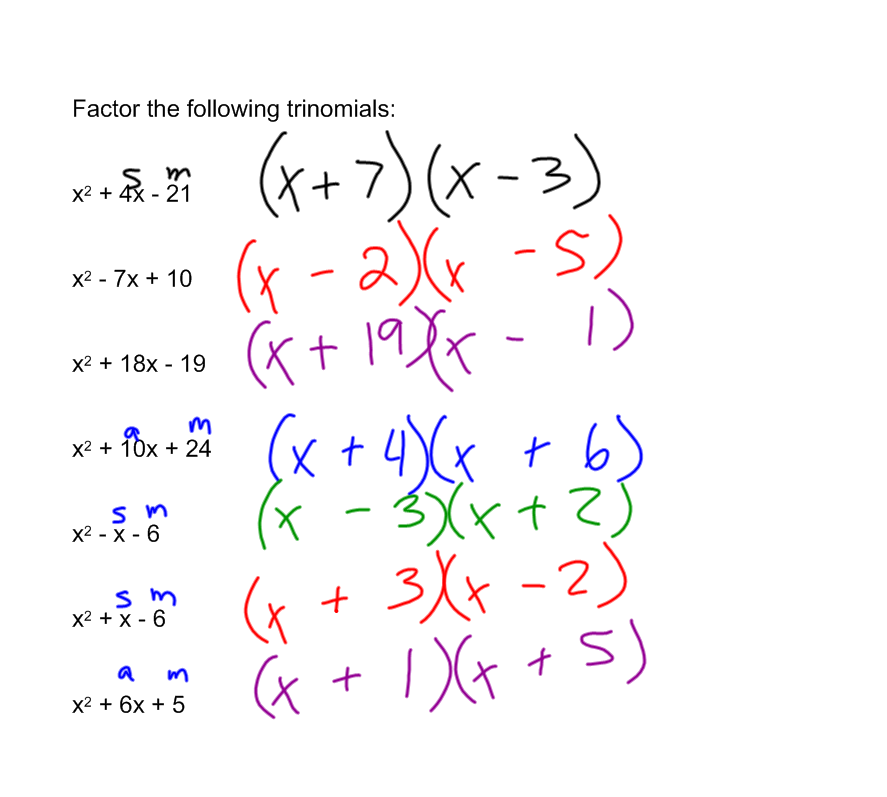 Factor the following trinomials:
s m
x² + 4x - 21 (x + 7)(x - 3)
x² - 7x + 10 (x - 2)(x - 5)
x² + 18x - 19 (x + 19)(x - 1)
a m
x² + 10x + 24 (x + 4)(x + 6)
s m
x² - x - 6 (x - 3)(x + 2)
s m
x² + x - 6 (x + 3)(x - 2)
a m
x² + 6x + 5 (x + 1)(x + 5)